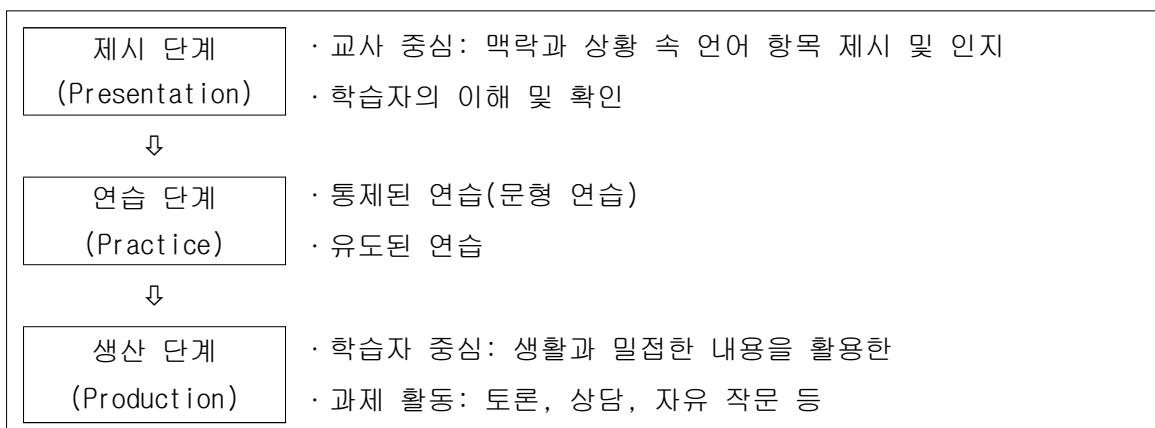 제시 단계
(Presentation)
· 교사 중심: 맥락과 상황 속 언어 항목 제시 및 인지
· 학습자의 이해 및 확인
⇩
연습 단계
(Practice)
· 통제된 연습(문형 연습)
· 유도된 연습
⇩
생산 단계
(Production)
· 학습자 중심: 생활과 밀접한 내용을 활용한
· 과제 활동: 토론, 상담, 자유 작문 등